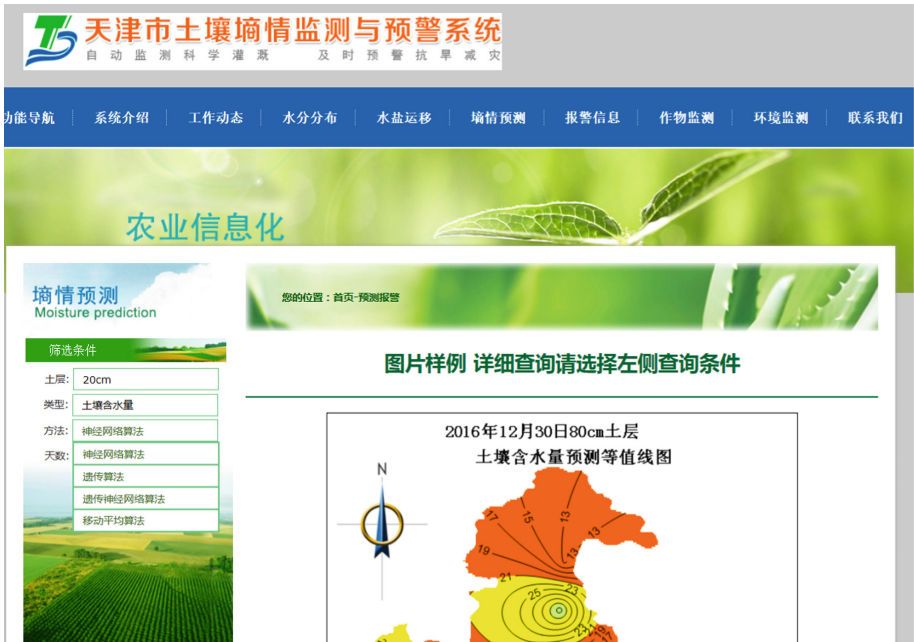 天津市土壤墒情监测与预警系统
自动监测科学灌溉 及时预警抗旱减灾
功能导航 系统介绍 工作动态 水分分布 水盐运移 墒情预测 报警信息 作物监测 环境监测 联系我们
农业信息化
墒情预测
Moisture prediction
您的位置：首页-预测报警
筛选条件
图片样例 详细查询请选择左侧查询条件
土层: 20cm
类型: 土壤含水量
方法: 神经网络算法
天数: 神经网络算法
遗传算法
遗传神经网络算法
移动平均算法
2016年12月30日80cm土层
土壤含水量预测等值线图
N
17
15
13
13
19
13
21
23
25
23
21
19
17